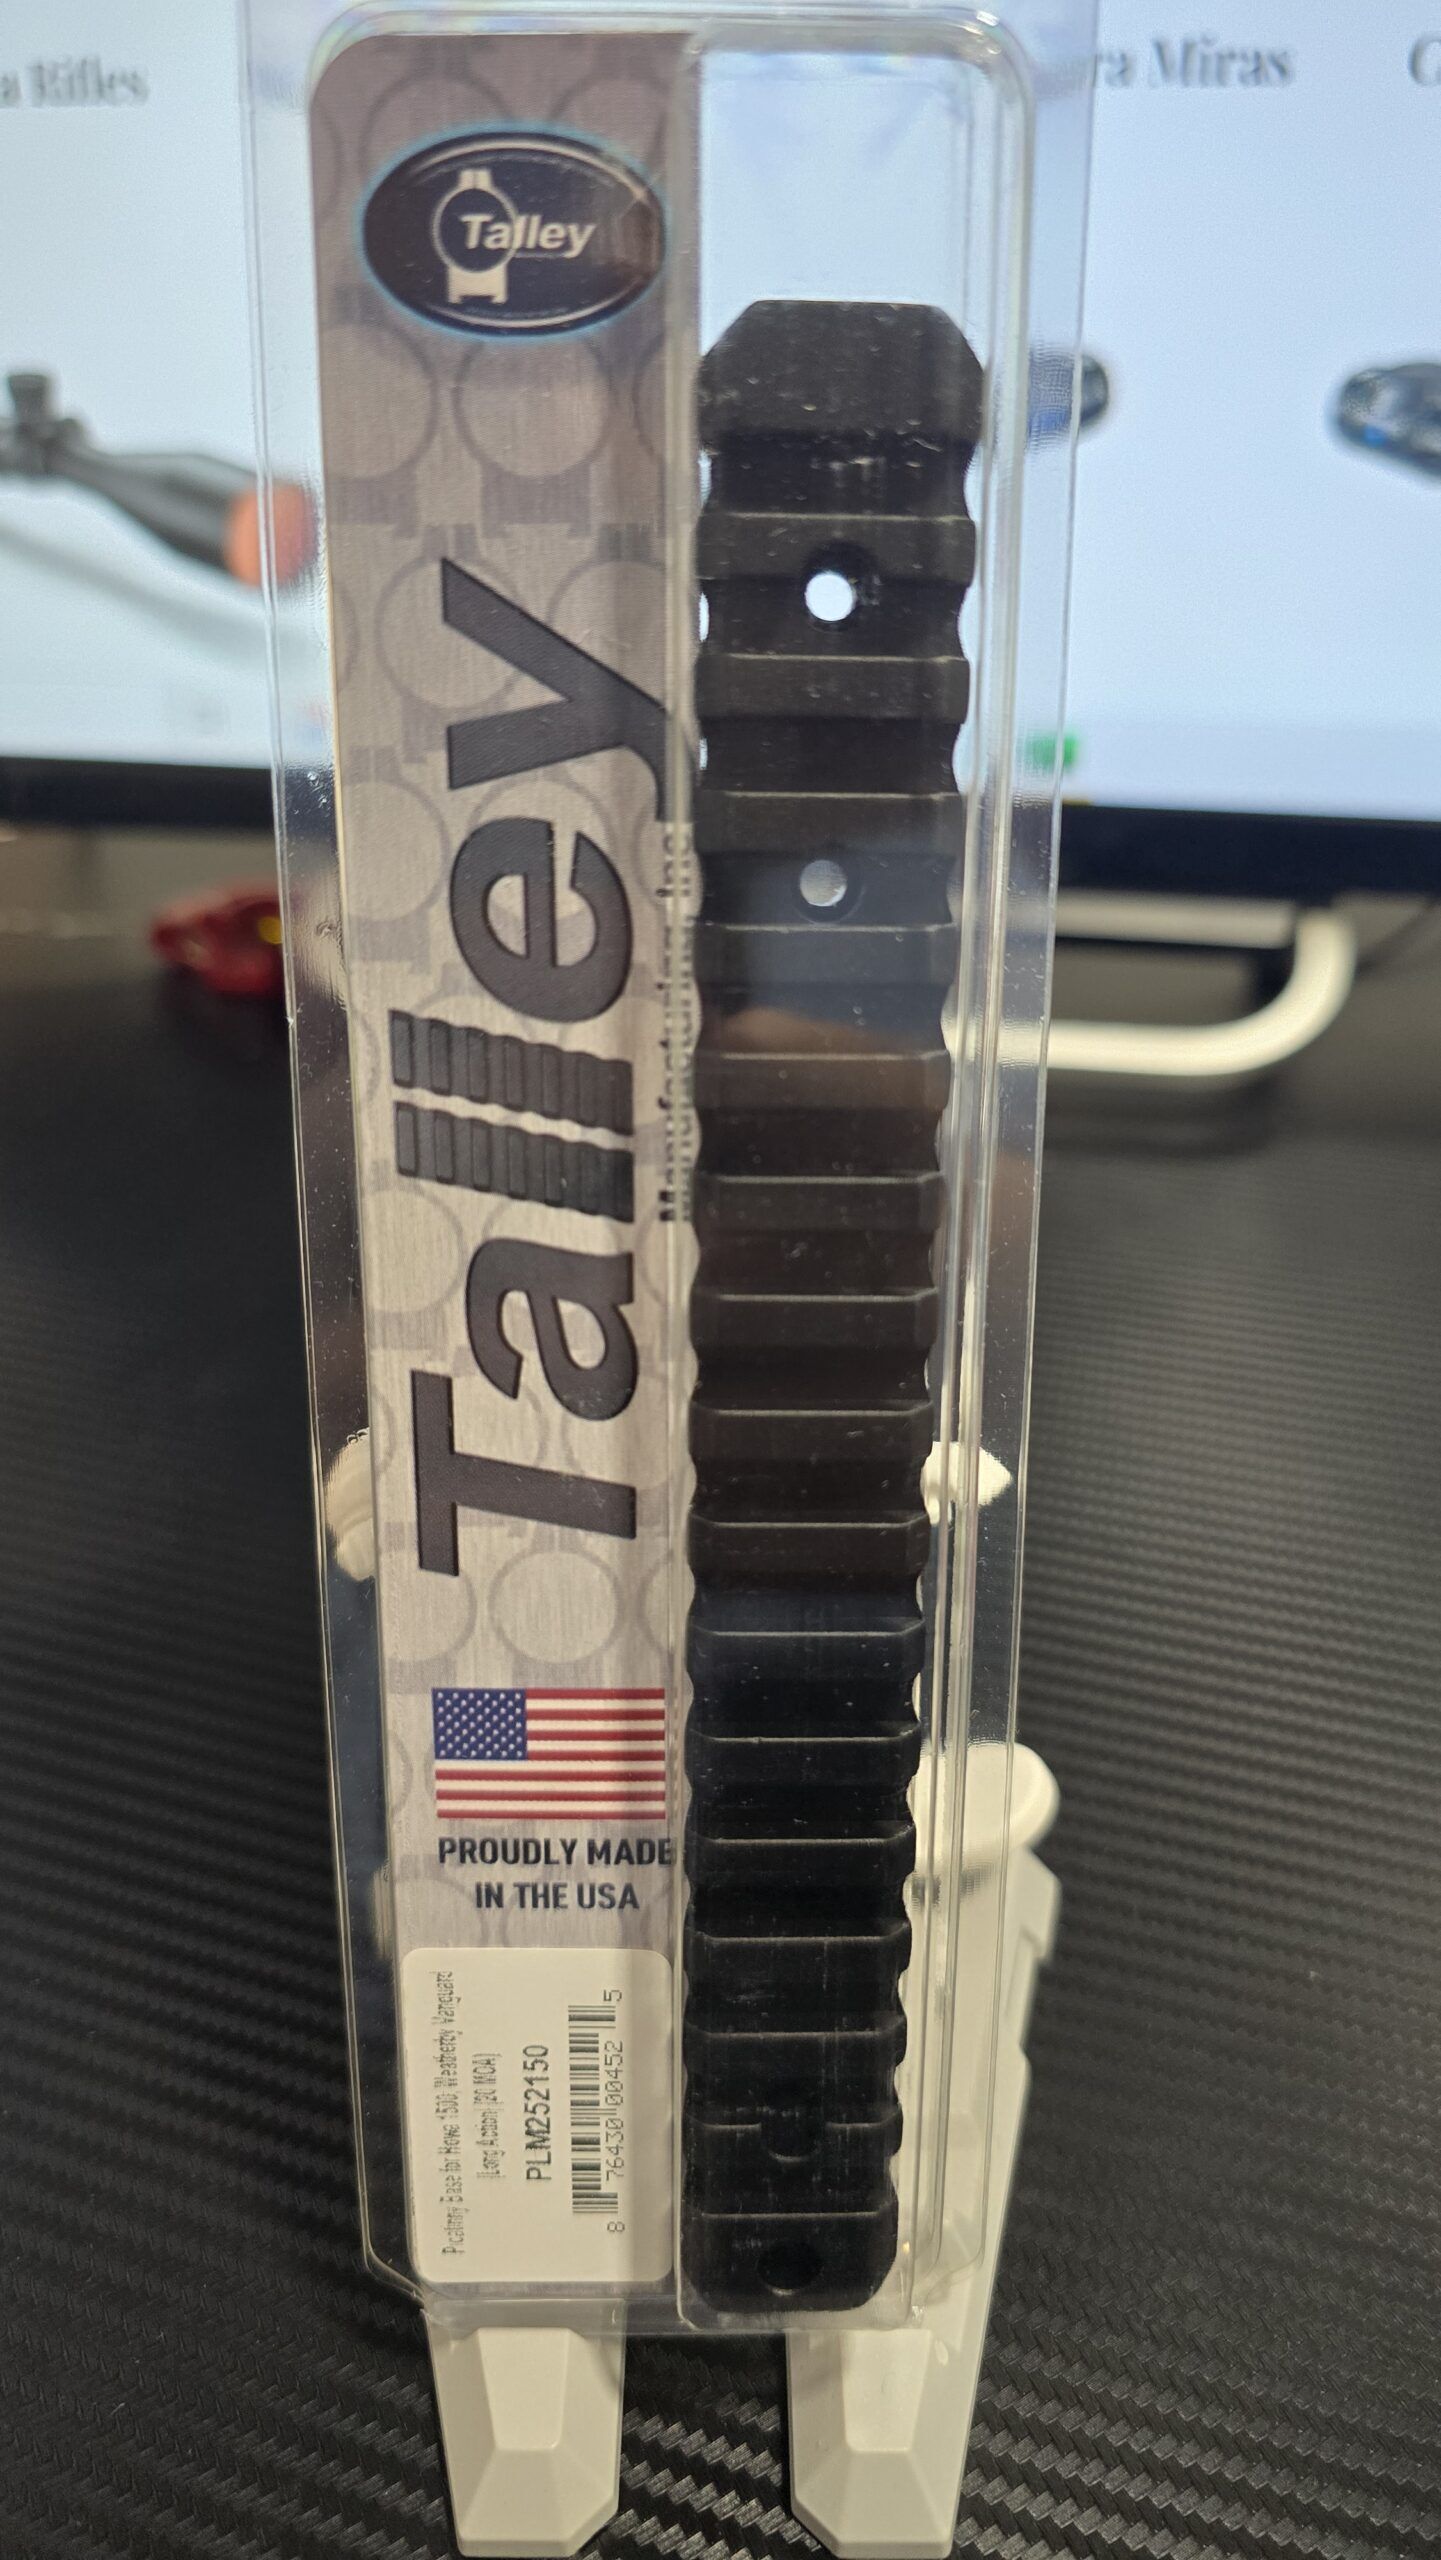 a Rifles
ra Miras
Talley
Talley
Manufacturing, Inc.
PROUDLY MADE
IN THE USA
Picatinny Base for Howa 1500, Weatherby Vanguard
(Long Action) (20 MOA)
PLM252150
8 76430 00452 5